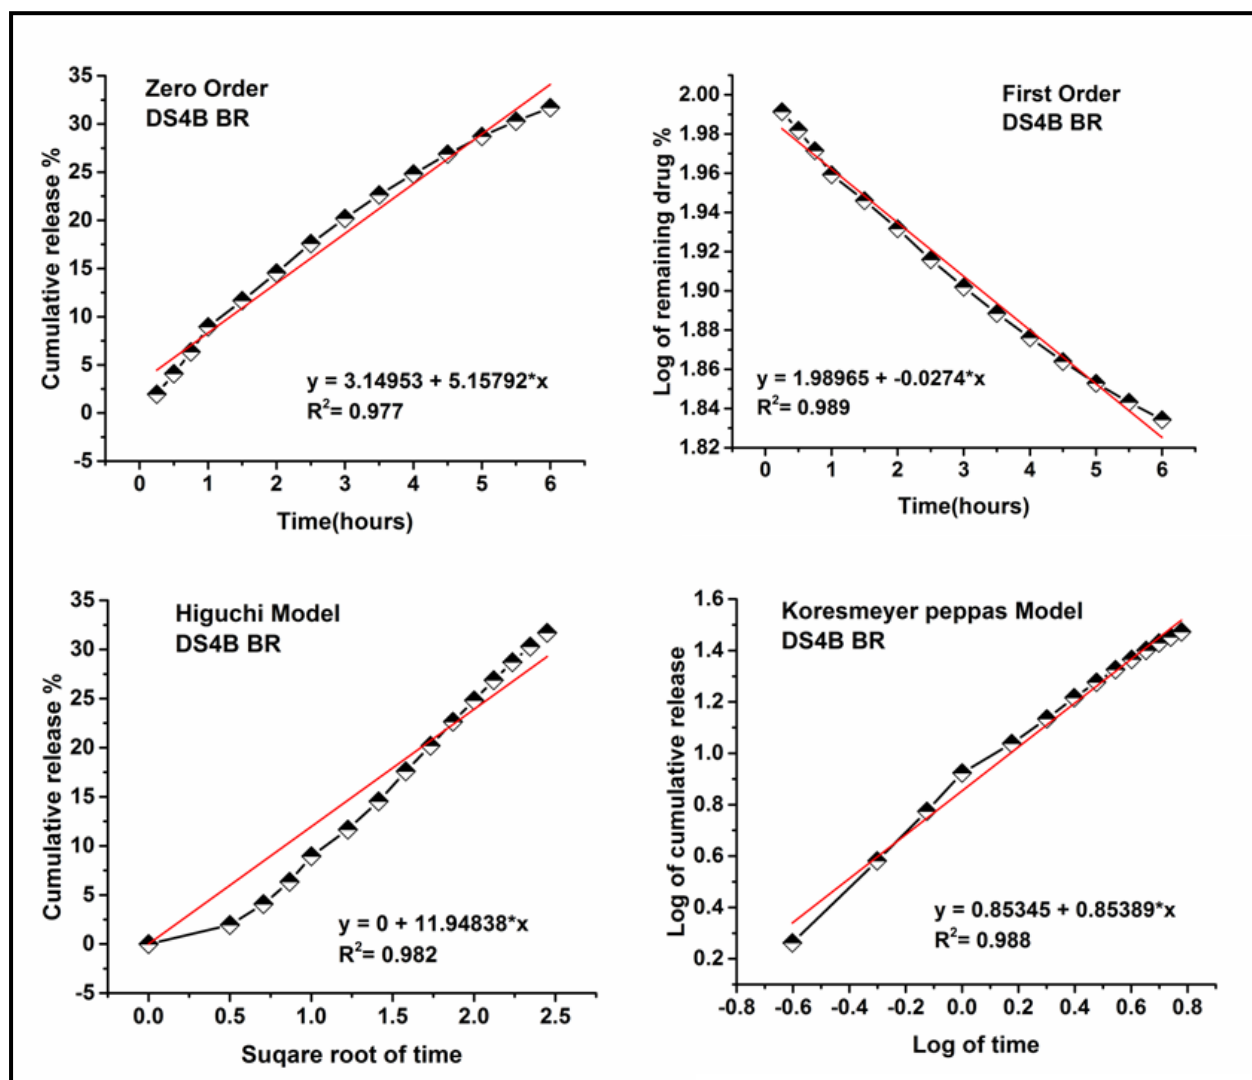 Zero Order
DS4B BR
Cumulative release %
35
30
25
20
15
10
5
0
-5
y = 3.14953 + 5.15792*x
R²= 0.977
0 1 2 3 4 5 6
Time(hours)
First Order
DS4B BR
Log of remaining drug %
2.00
1.98
1.96
1.94
1.92
1.90
1.88
1.86
1.84
1.82
y = 1.98965 + -0.0274*x
R²= 0.989
0 1 2 3 4 5 6
Time(hours)
Higuchi Model
DS4B BR
Cumulative release %
35
30
25
20
15
10
5
0
-5
y = 0 + 11.94838*x
R²= 0.982
0.0 0.5 1.0 1.5 2.0 2.5
Suqare root of time
Koresmeyer peppas Model
DS4B BR
Log of cumulative release
1.6
1.4
1.2
1.0
0.8
0.6
0.4
0.2
y = 0.85345 + 0.85389*x
R²= 0.988
-0.8 -0.6 -0.4 -0.2 0.0 0.2 0.4 0.6 0.8
Log of time